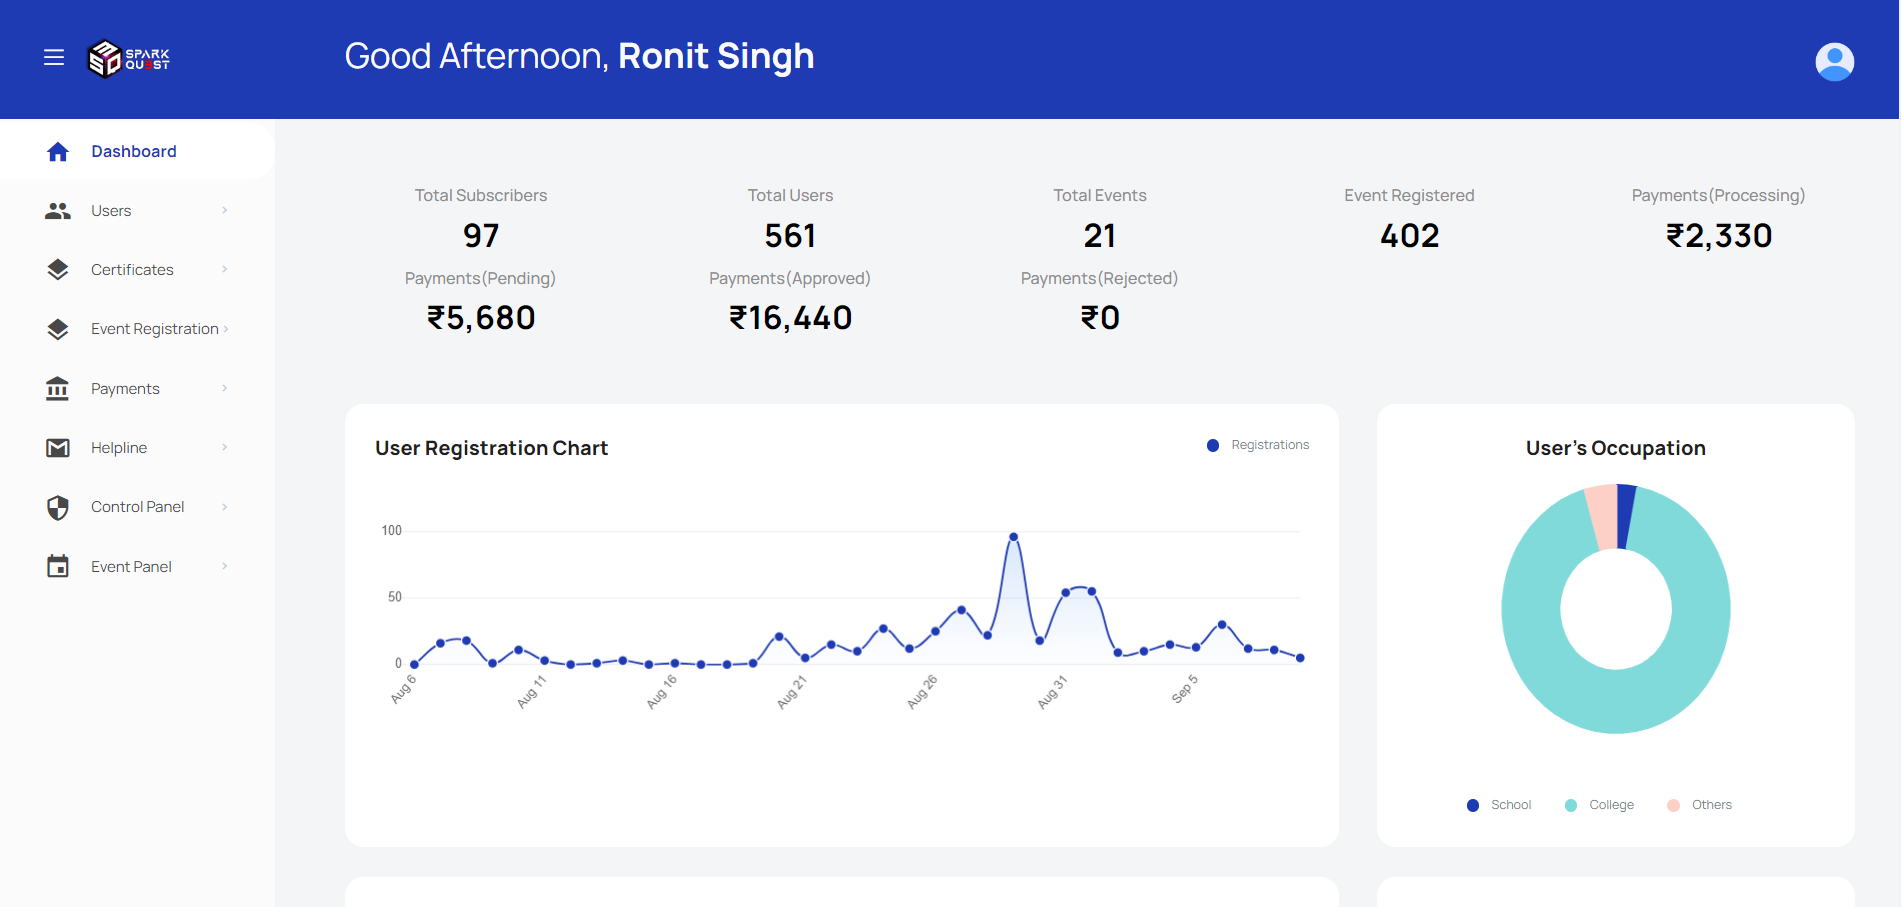 SPARK
QUEST
Good Afternoon, Ronit Singh
Dashboard
Users
Certificates
Event Registration
Payments
Helpline
Control Panel
Event Panel
Total Subscribers
97
Total Users
561
Total Events
21
Event Registered
402
Payments(Processing)
₹2,330
Payments(Pending)
₹5,680
Payments(Approved)
₹16,440
Payments(Rejected)
₹0
User Registration Chart
Registrations
100
50
0
Aug 6
Aug 11
Aug 16
Aug 21
Aug 26
Aug 31
Sep 5
User's Occupation
School
College
Others